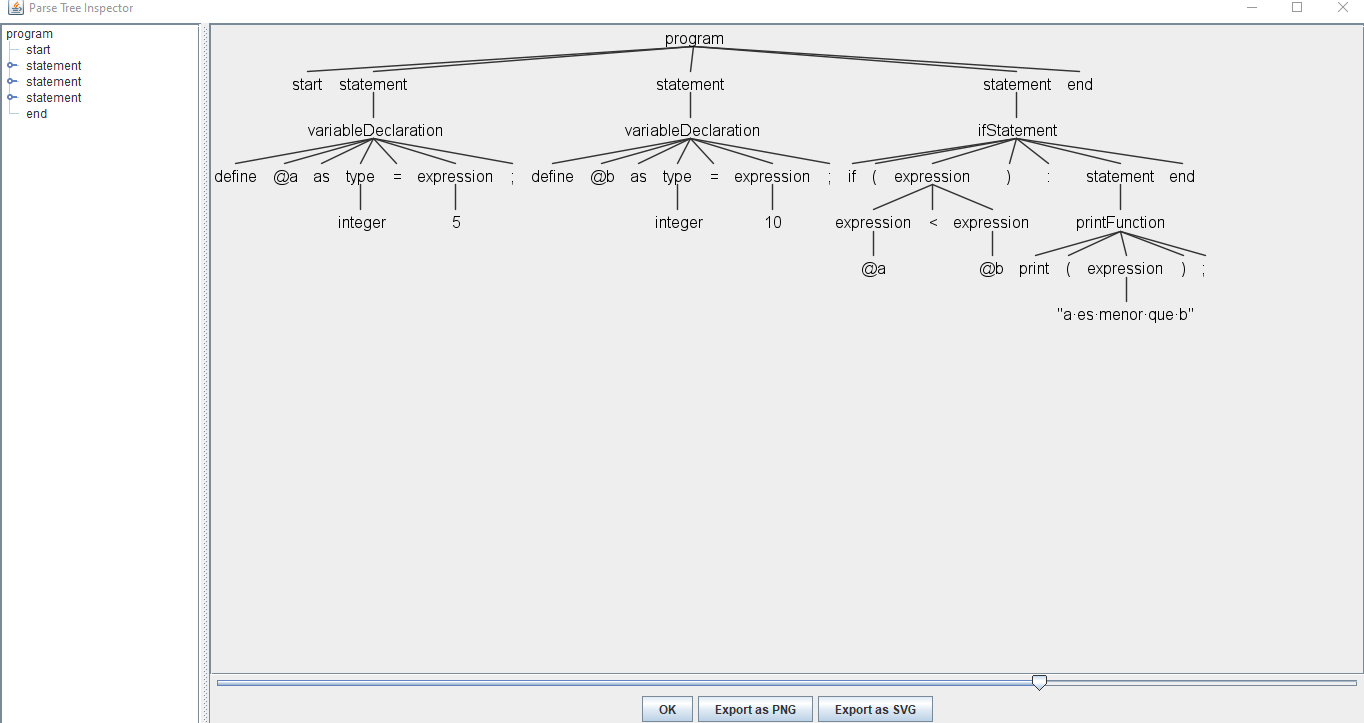 Parse Tree Inspector
program
start
statement
statement
statement
end
program
start statement statement statement end
variableDeclaration variableDeclaration ifStatement
define @a as type = expression ; define @b as type = expression ; if ( expression ) : statement end
integer 5 integer 10 expression < expression printFunction
@a @b print ( expression ) ;
"a·es·menor·que·b"
OK Export as PNG Export as SVG